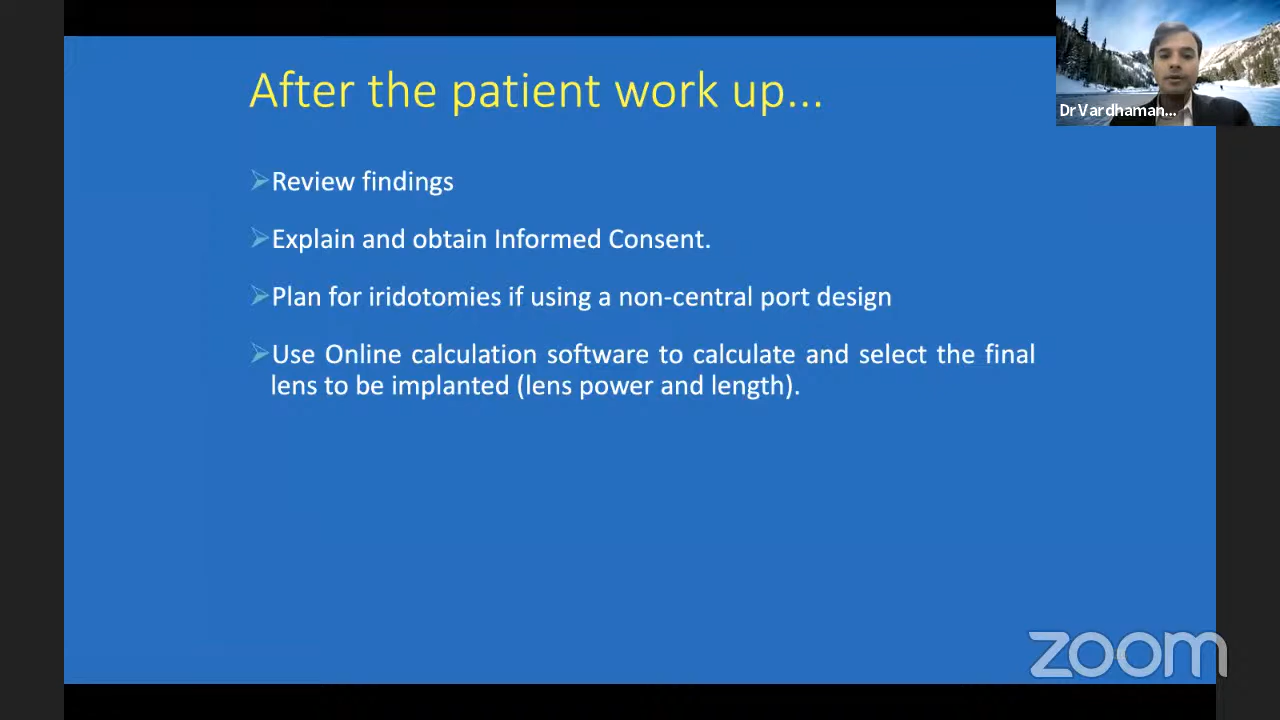 After the patient work up...
Dr Vardhaman...
➢Review findings
➢Explain and obtain Informed Consent.
➢Plan for iridotomies if using a non-central port design
➢Use Online calculation software to calculate and select the final
lens to be implanted (lens power and length).
zoom